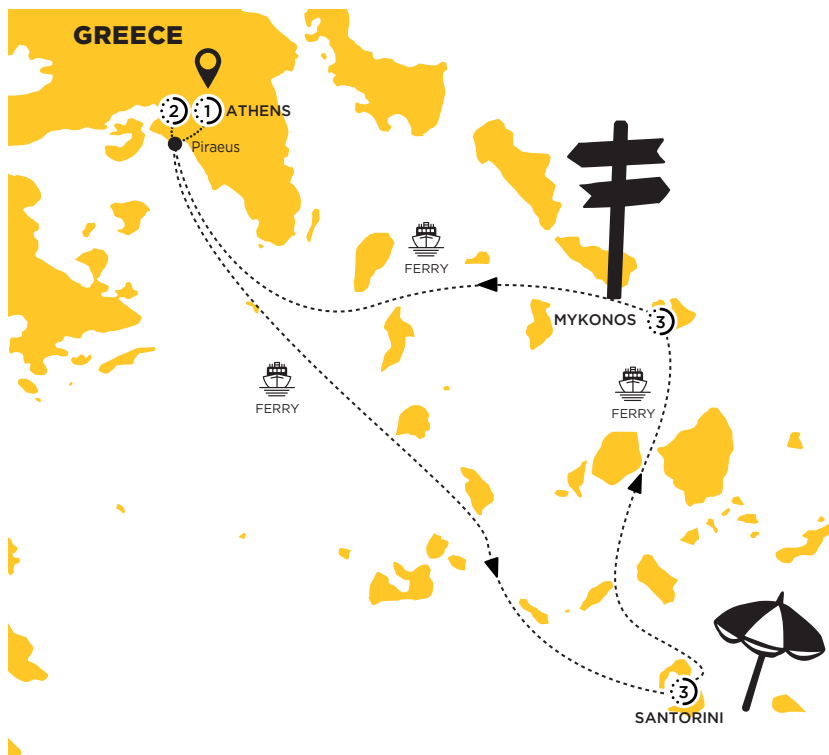 GREECE
2 1 ATHENS
Piraeus
FERRY
MYKONOS 3
FERRY
FERRY
3
SANTORINI